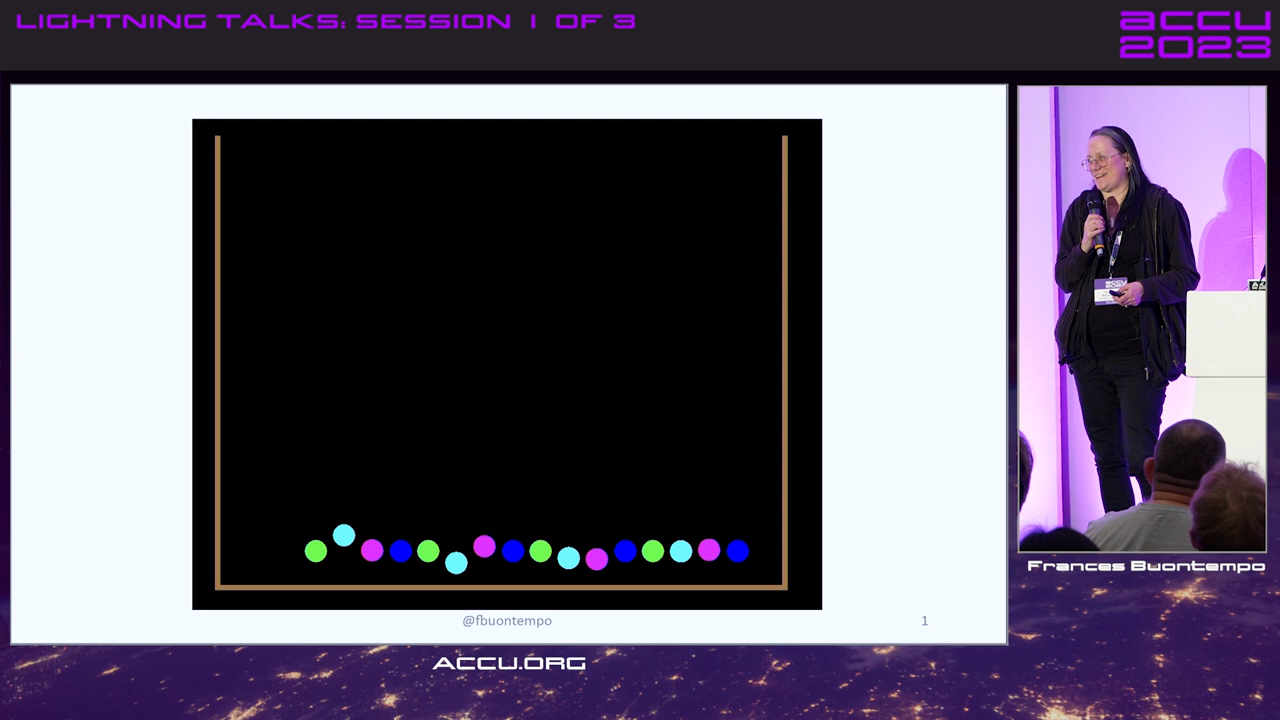 LIGHTNING TALKS: SESSION 1 OF 3
ACCU
2023
@fbuontempo
1
Frances Buontempo
ACCU.ORG